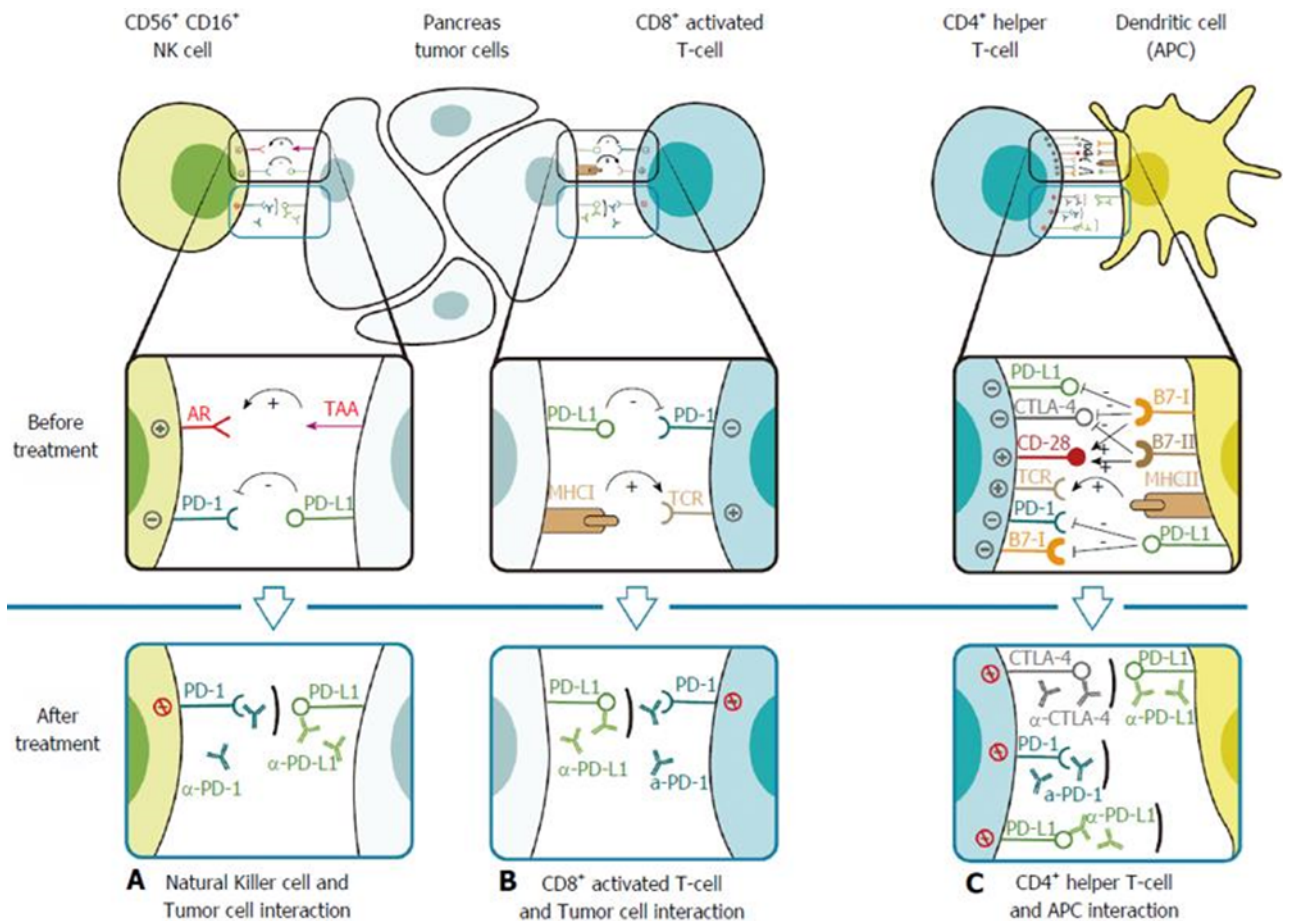 CD56⁺ CD16⁺
NK cell
Pancreas
tumor cells
CD8⁺ activated
T-cell
CD4⁺ helper
T-cell
Dendritic cell
(APC)
Before
treatment
AR
+
TAA
+
PD-1
-
PD-L1
-
PD-L1
-
PD-1
-
MHCI
+
TCR
+
PD-L1
-
B7-I
CTLA-4
-
CD-28
+
B7-II
TCR
+
MHCII
PD-1
-
PD-L1
B7-I
-
After
treatment
PD-1
PD-L1
α-PD-L1
α-PD-1
PD-L1
PD-1
α-PD-L1
a-PD-1
CTLA-4
PD-L1
α-CTLA-4
α-PD-L1
PD-1
a-PD-1
PD-L1
α-PD-L1
A Natural Killer cell and
Tumor cell interaction
B CD8⁺ activated T-cell
and Tumor cell interaction
C CD4⁺ helper T-cell
and APC interaction